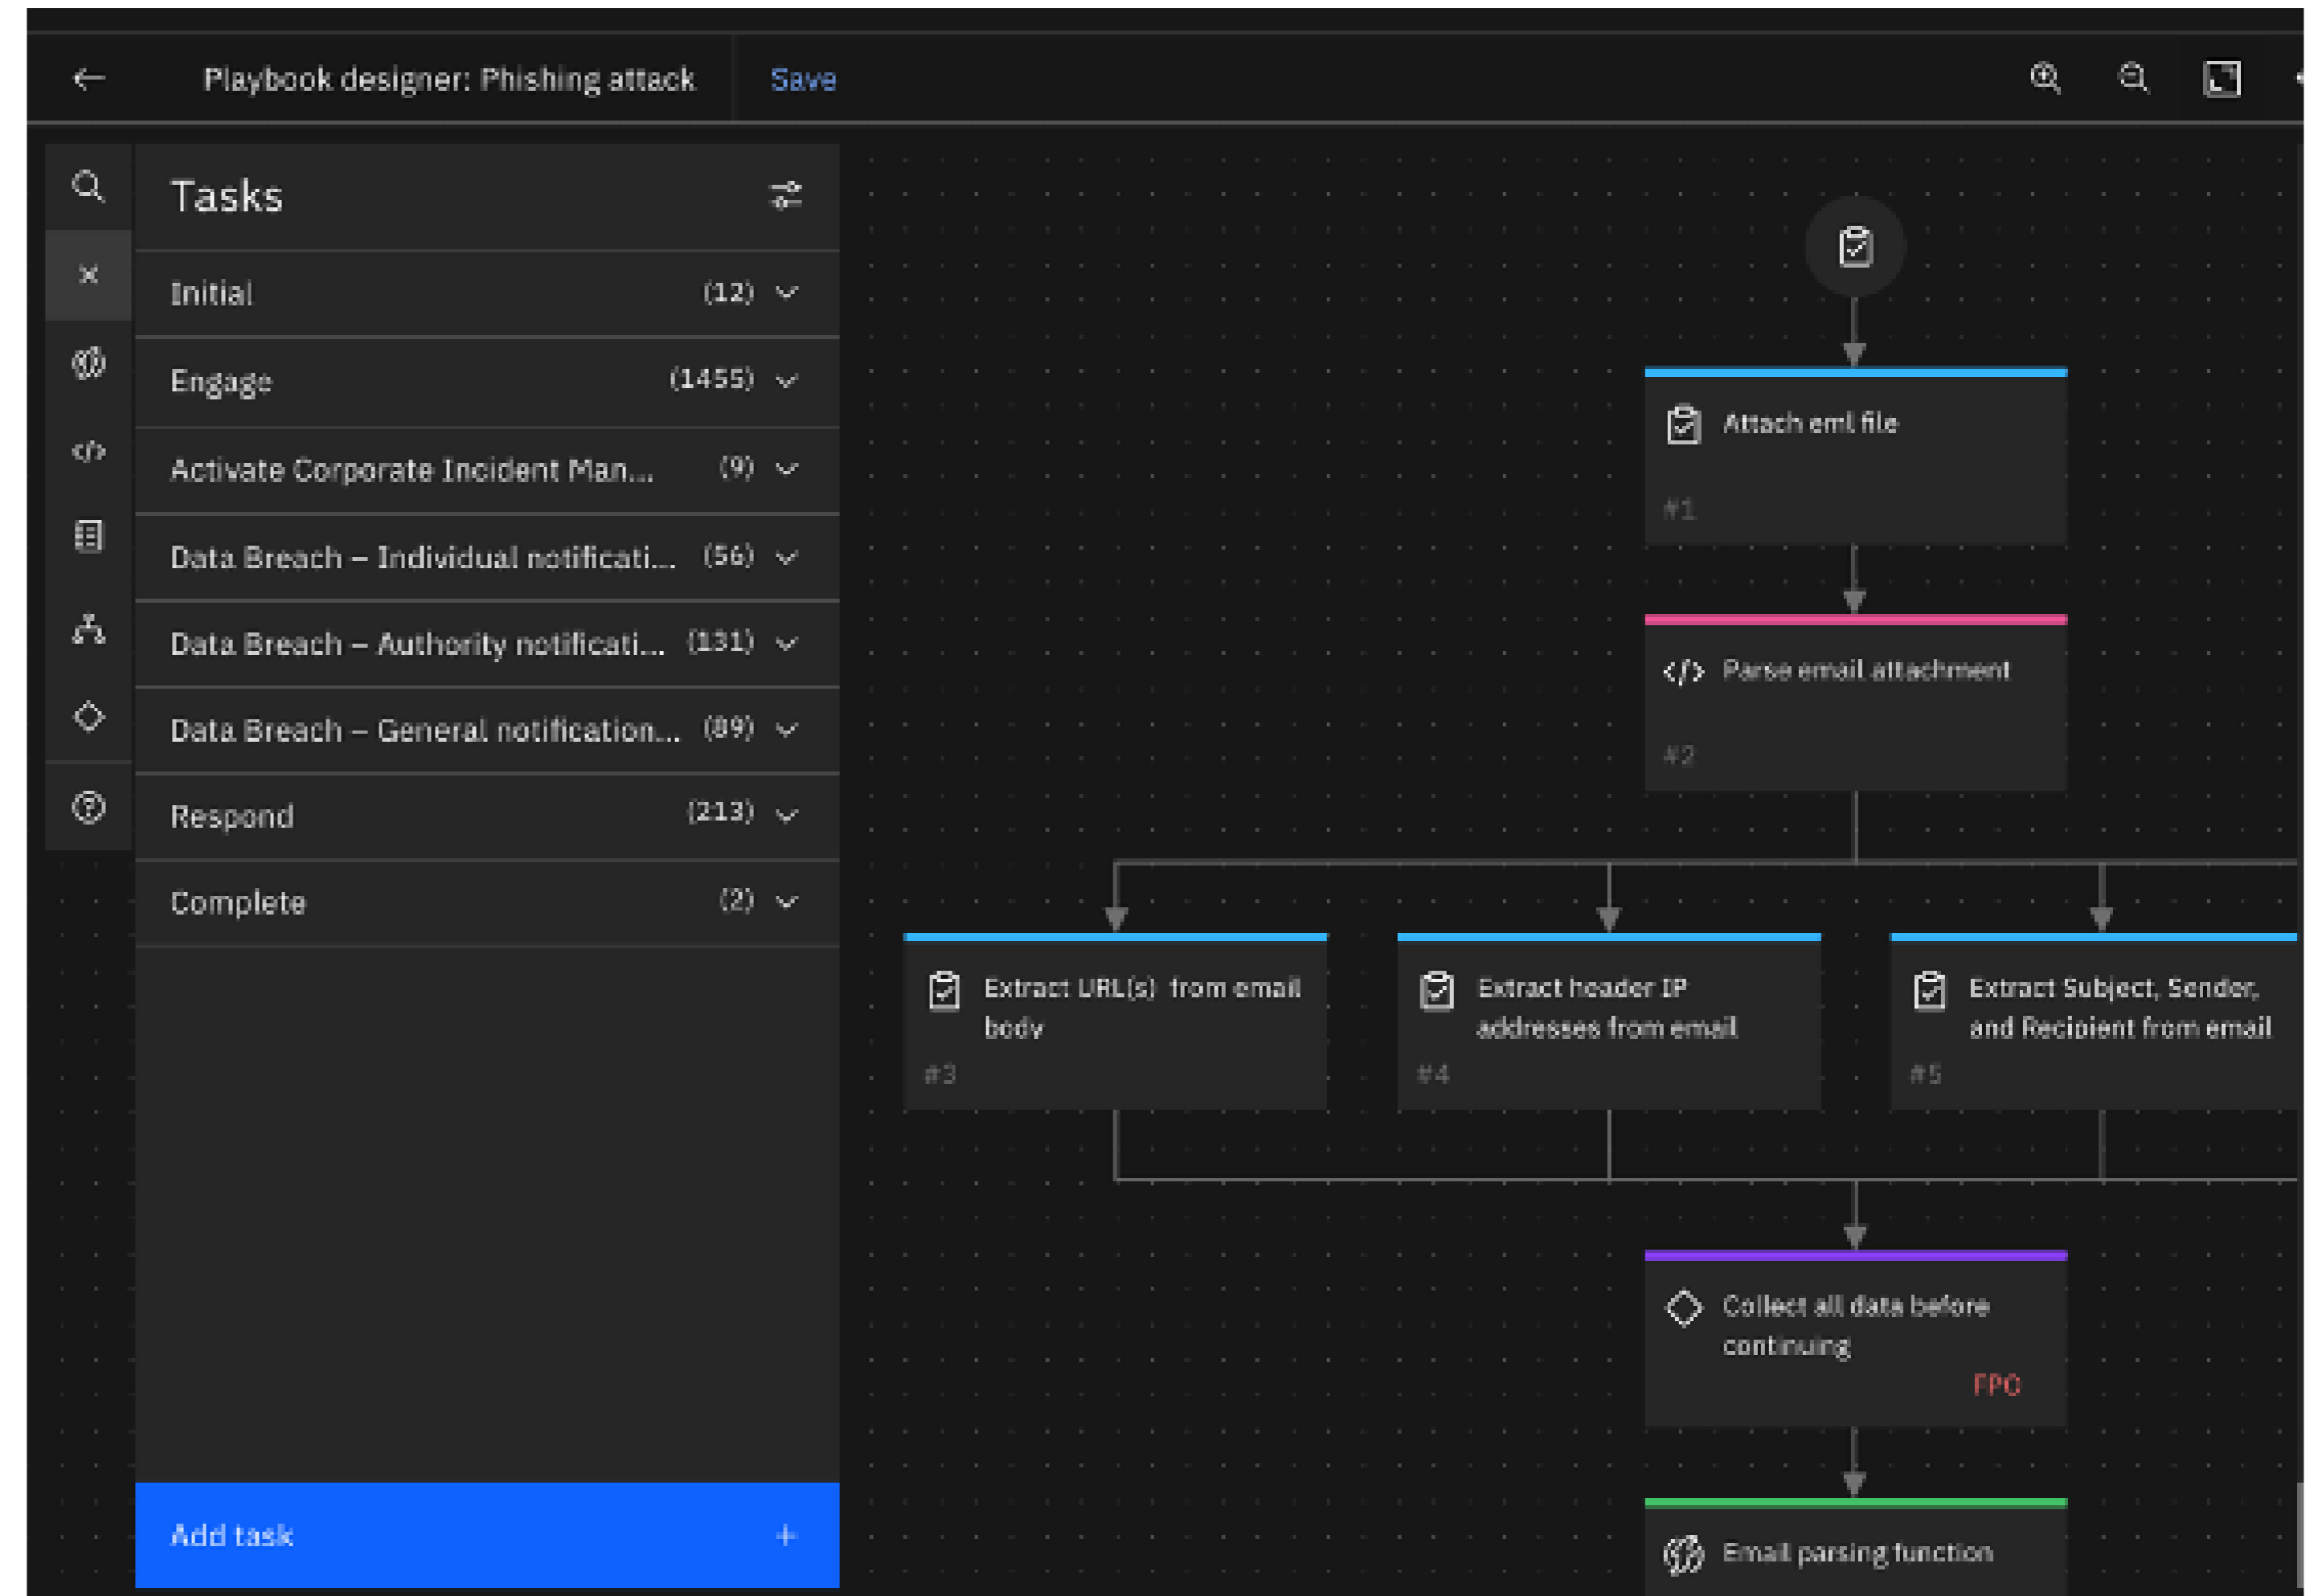 Playbook designer: Phishing attack
Save
Tasks
Initial (12)
Engage (1455)
Activate Corporate Incident Man... (9)
Data Breach – Individual notificati... (56)
Data Breach – Authority notificati... (131)
Data Breach – General notification... (89)
Respond (213)
Complete (2)
Add task +
Attach eml file
#1
</> Parse email attachment
#2
Extract URL(s) from email
body
#3
Extract header IP
addresses from email
#4
Extract Subject, Sender,
and Recipient from email
#5
Collect all data before
continuing
FPO
Email parsing function